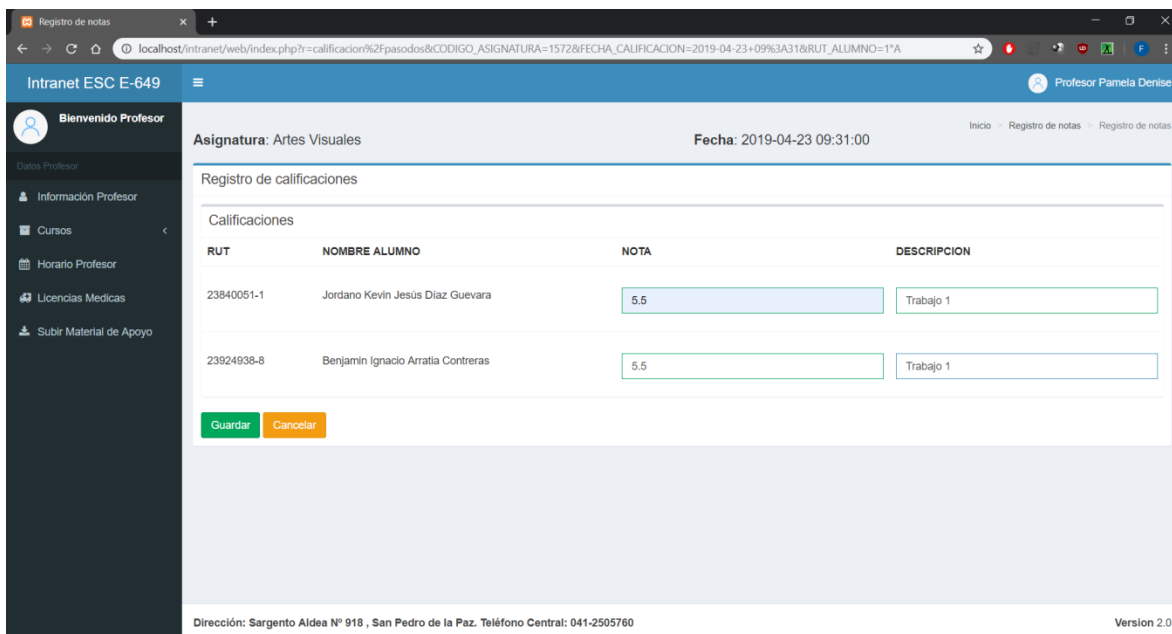 Registro de notas
localhost/intranet/web/index.php?r=calificacion%2Fpasodos&CODIGO_ASIGNATURA=1572&FECHA_CALIFICACION=2019-04-23+09%3A31&RUT_ALUMNO=1*A
Intranet ESC E-649
Profesor Pamela Denise
Bienvenido Profesor
Inicio > Registro de notas > Registro de notas
Asignatura: Artes Visuales Fecha: 2019-04-23 09:31:00
Datos Profesor
Información Profesor
Cursos
Horario Profesor
Licencias Medicas
Subir Material de Apoyo
Registro de calificaciones
Calificaciones
RUT NOMBRE ALUMNO NOTA DESCRIPCION
23840051-1 Jordano Kevin Jesús Díaz Guevara 5.5 Trabajo 1
23924938-8 Benjamin Ignacio Arratia Contreras 5.5 Trabajo 1
Guardar Cancelar
Dirección: Sargento Aldea Nº 918 , San Pedro de la Paz. Teléfono Central: 041-2505760 Version 2.0